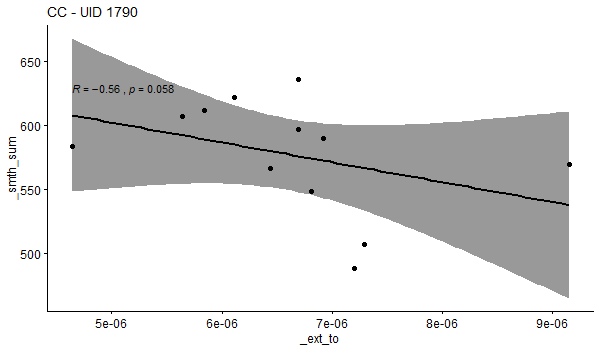 CC - UID 1790
R = −0.56 , p = 0.058
_smth_sum
650
600
550
500
5e-06 6e-06 7e-06 8e-06 9e-06
_ext_to